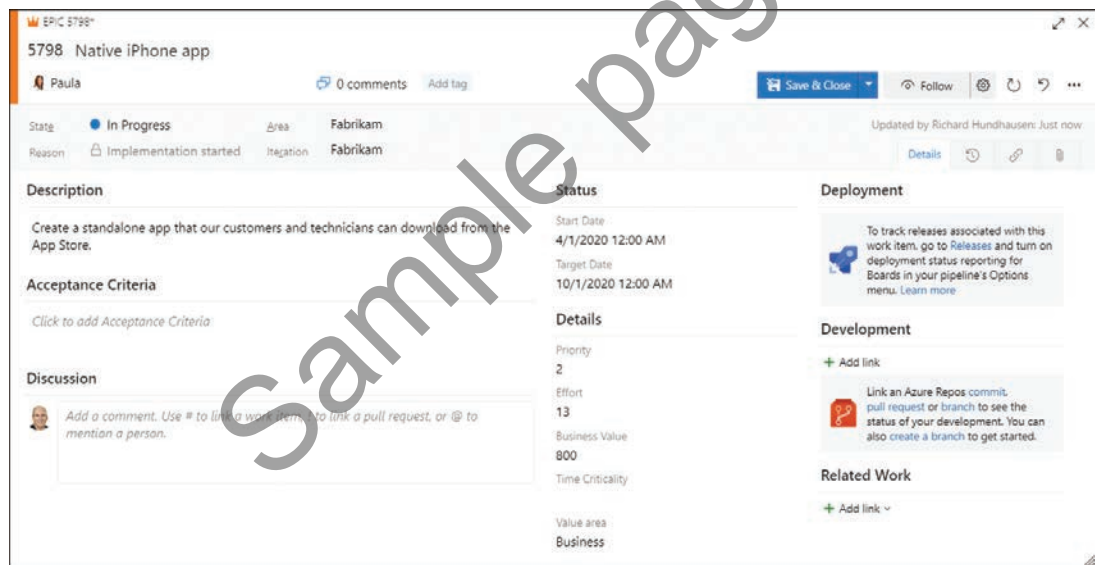 EPIC 5798*
5798 Native iPhone app
Paula
0 comments
Add tag
Save & Close
Follow
State
In Progress
Area
Fabrikam
Updated by Richard Hundhausen: Just now
Reason
Implementation started
Iteration
Fabrikam
Details
Description
Create a standalone app that our customers and technicians can download from the
App Store.
Acceptance Criteria
Click to add Acceptance Criteria
Discussion
Add a comment. Use # to link a work item, ! to link a pull request, or @ to
mention a person.
Status
Start Date
4/1/2020 12:00 AM
Target Date
10/1/2020 12:00 AM
Details
Priority
2
Effort
13
Business Value
800
Time Criticality
Value area
Business
Deployment
To track releases associated with this
work item, go to Releases and turn on
deployment status reporting for
Boards in your pipeline's Options
menu. Learn more
Development
+ Add link
Link an Azure Repos commit,
pull request or branch to see the
status of your development. You can
also create a branch to get started.
Related Work
+ Add link
Sample pag